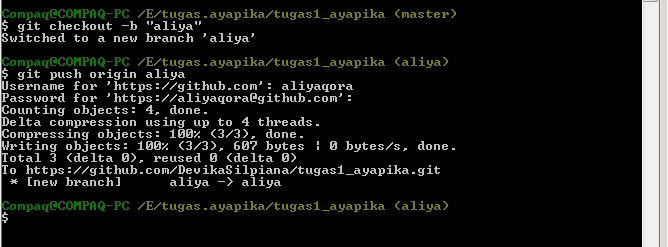 Compaq@COMPAQ-PC /E/tugas.ayapika/tugas1_ayapika (master)
$ git checkout -b "aliya"
Switched to a new branch 'aliya'
Compaq@COMPAQ-PC /E/tugas.ayapika/tugas1_ayapika (aliya)
$ git push origin aliya
Username for 'https://github.com': aliyaqora
Password for 'https://aliyaqora@github.com':
Counting objects: 4, done.
Delta compression using up to 4 threads.
Compressing objects: 100% (3/3), done.
Writing objects: 100% (3/3), 607 bytes | 0 bytes/s, done.
Total 3 (delta 0), reused 0 (delta 0)
To https://github.com/DevikaSilpiana/tugas1_ayapika.git
 * [new branch]      aliya -> aliya
Compaq@COMPAQ-PC /E/tugas.ayapika/tugas1_ayapika (aliya)
$